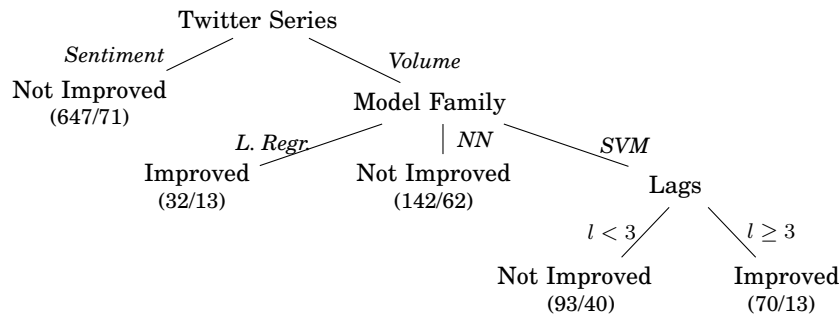 Twitter Series
Sentiment
Volume
Not Improved
(647/71)
Model Family
L. Regr.
NN
SVM
Improved
(32/13)
Not Improved
(142/62)
Lags
l < 3
l ≥ 3
Not Improved
(93/40)
Improved
(70/13)